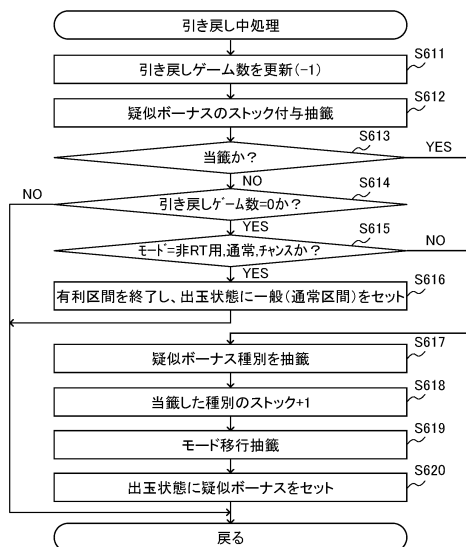 引き戻し中処理
S611
引き戻しゲーム数を更新(-1)
S612
疑似ボーナスのストック付与抽籤
S613
当籤か?
YES
NO
S614
引き戻しゲーム数=0か?
NO
YES
S615
モード=非RT用,通常,チャンスか?
NO
YES
S616
有利区間を終了し、出玉状態に一般(通常区間)をセット
S617
疑似ボーナス種別を抽籤
S618
当籤した種別のストック+1
S619
モード移行抽籤
S620
出玉状態に疑似ボーナスをセット
戻る